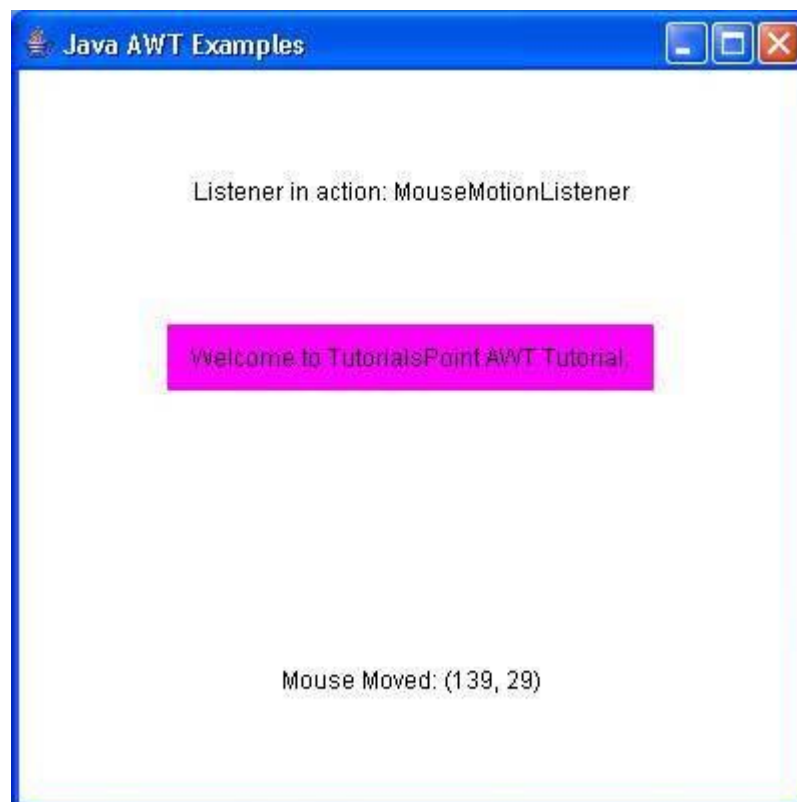 Java AWT Examples
Listener in action: MouseMotionListener
Welcome to TutorialsPoint AWT Tutorial.
Mouse Moved: (139, 29)